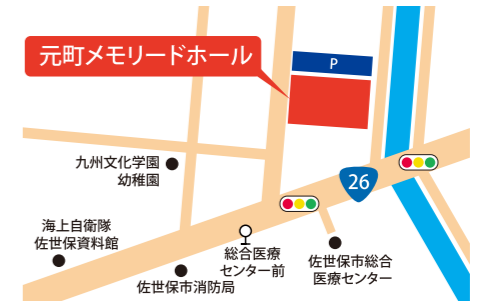 元町メモリードホール
P
九州文化学園
幼稚園
26
海上自衛隊
佐世保資料館
総合医療
センター前
佐世保市総合
医療センター
佐世保市消防局